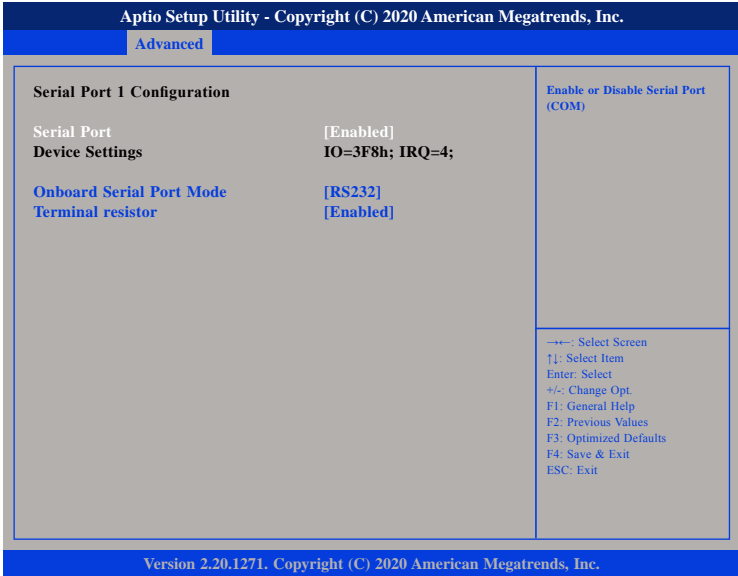 Aptio Setup Utility - Copyright (C) 2020 American Megatrends, Inc.
Advanced
Serial Port 1 Configuration
Serial Port [Enabled]
Device Settings IO=3F8h; IRQ=4;
Onboard Serial Port Mode [RS232]
Terminal resistor [Enabled]
Enable or Disable Serial Port
(COM)
→←: Select Screen
↑↓: Select Item
Enter: Select
+/-: Change Opt.
F1: General Help
F2: Previous Values
F3: Optimized Defaults
F4: Save & Exit
ESC: Exit
Version 2.20.1271. Copyright (C) 2020 American Megatrends, Inc.